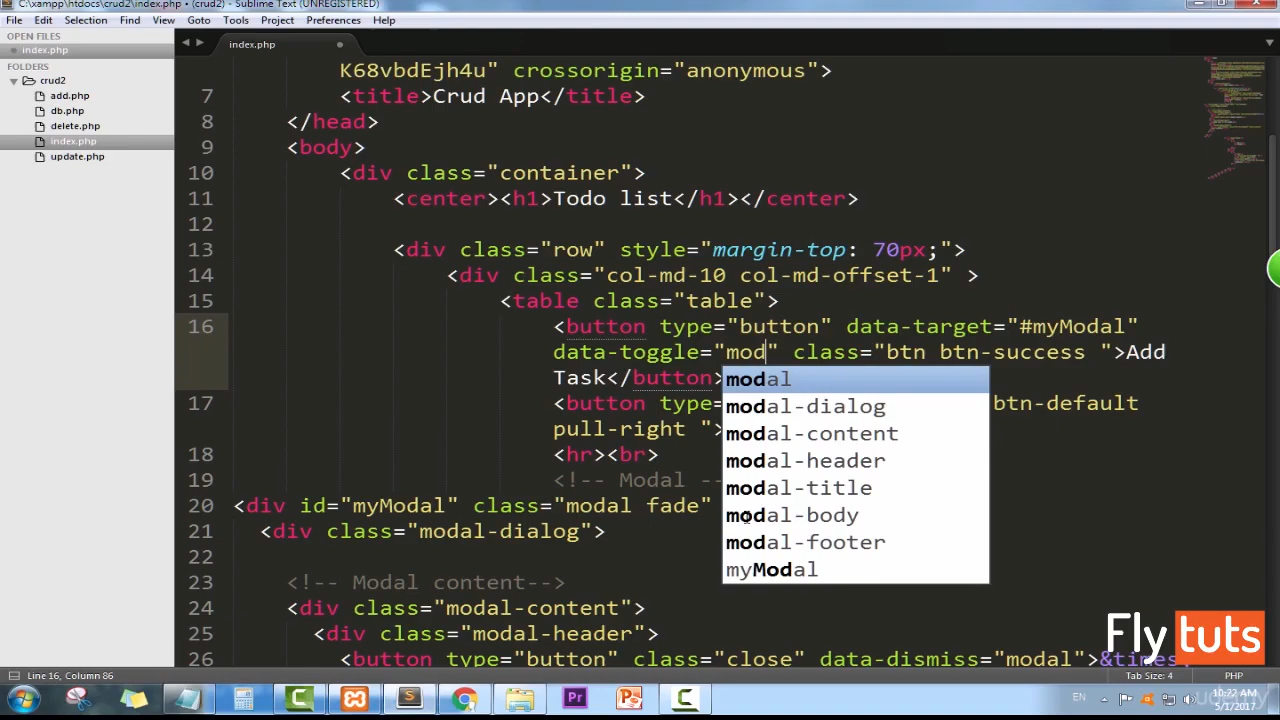 C:\xampp\htdocs\crud2\index.php • (crud2) - Sublime Text (UNREGISTERED)
File Edit Selection Find View Goto Tools Project Preferences Help
OPEN FILES
index.php
FOLDERS
crud2
add.php
db.php
delete.php
index.php
update.php
index.php
K68vbdEjh4u" crossorigin="anonymous">
7 <title>Crud App</title>
8 </head>
9 <body>
10 <div class="container">
11 <center><h1>Todo list</h1></center>
12
13 <div class="row" style="margin-top: 70px;">
14 <div class="col-md-10 col-md-offset-1" >
15 <table class="table">
16 <button type="button" data-target="#myModal"
data-toggle="mod" class="btn btn-success ">Add
Task</button>
17 <button type= btn-default
pull-right ">
18 <hr><br>
19 <!-- Modal -
20 <div id="myModal" class="modal fade"
21 <div class="modal-dialog">
22
23 <!-- Modal content-->
24 <div class="modal-content">
25 <div class="modal-header">
26 <button type="button" class="close" data-dismiss="modal">&times;
modal
modal-dialog
modal-content
modal-header
modal-title
modal-body
modal-footer
myModal
Fly tuts
Line 16, Column 86
Tab Size: 4
PHP
EN
10:22 AM
5/1/2017